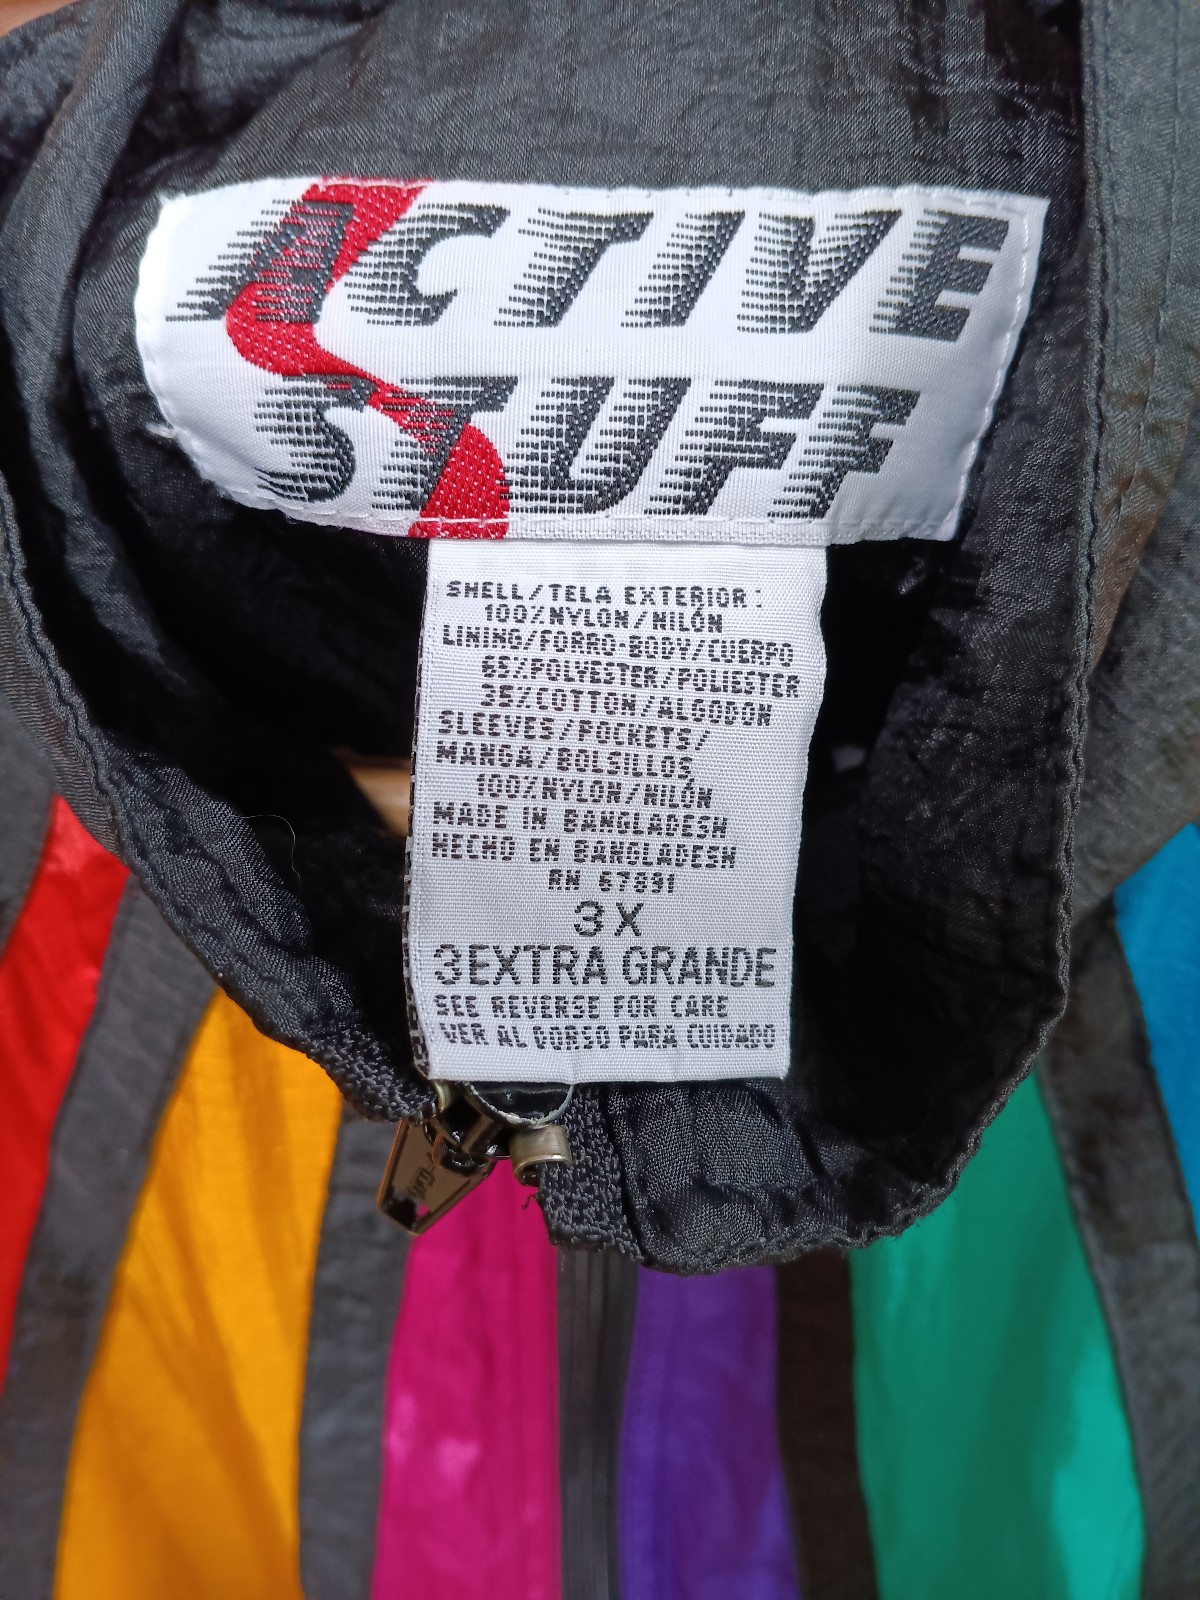 ACTIVE
STUFF
SHELL/TELA EXTERIOR:
100%NYLON/NILÓN
LINING/FORRO-BODY/CUERPO
65%POLYESTER/POLIESTER
35%COTTON/ALGODON
SLEEVES/POCKETS/
MANGA/BOLSILLOS
100%NYLON/NILÓN
MADE IN BANGLADESH
HECHO EN BANGLADESH
RN 67891
3X
3EXTRA GRANDE
SEE REVERSE FOR CARE
VER AL DORSO PARA CUIDADO